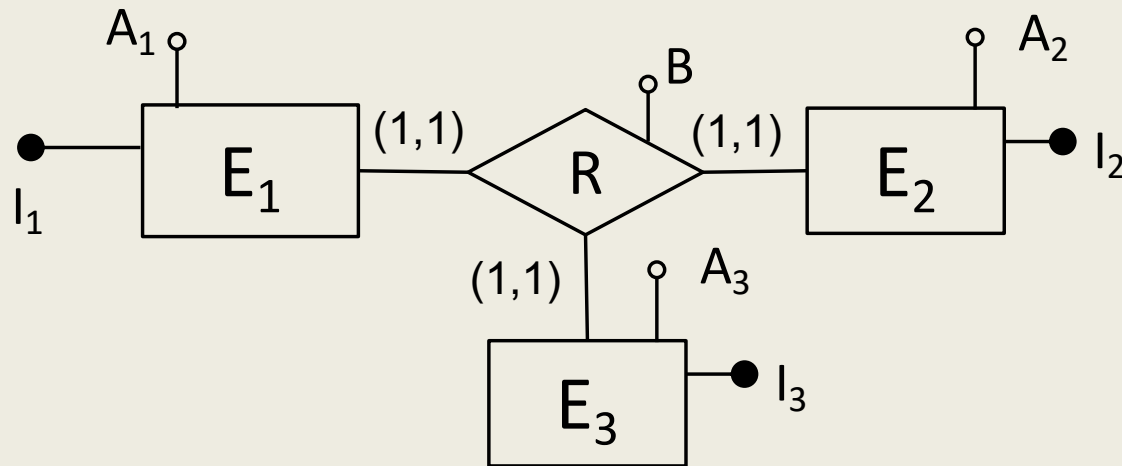 A₁
B
A₂
(1,1)
(1,1)
E₁
R
E₂
I₁
I₂
(1,1)
A₃
E₃
I₃